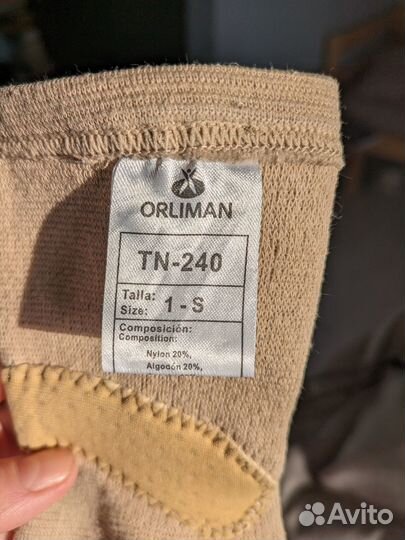 ORLIMAN
TN-240
Talla:
Size: 1 - S
Composición:
Composition:
Nylon 20%,
Algodón 20%,
Avito